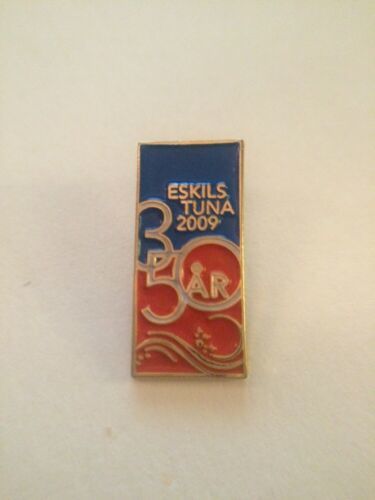 ESKILS
TUNA
2009
350
ÅR